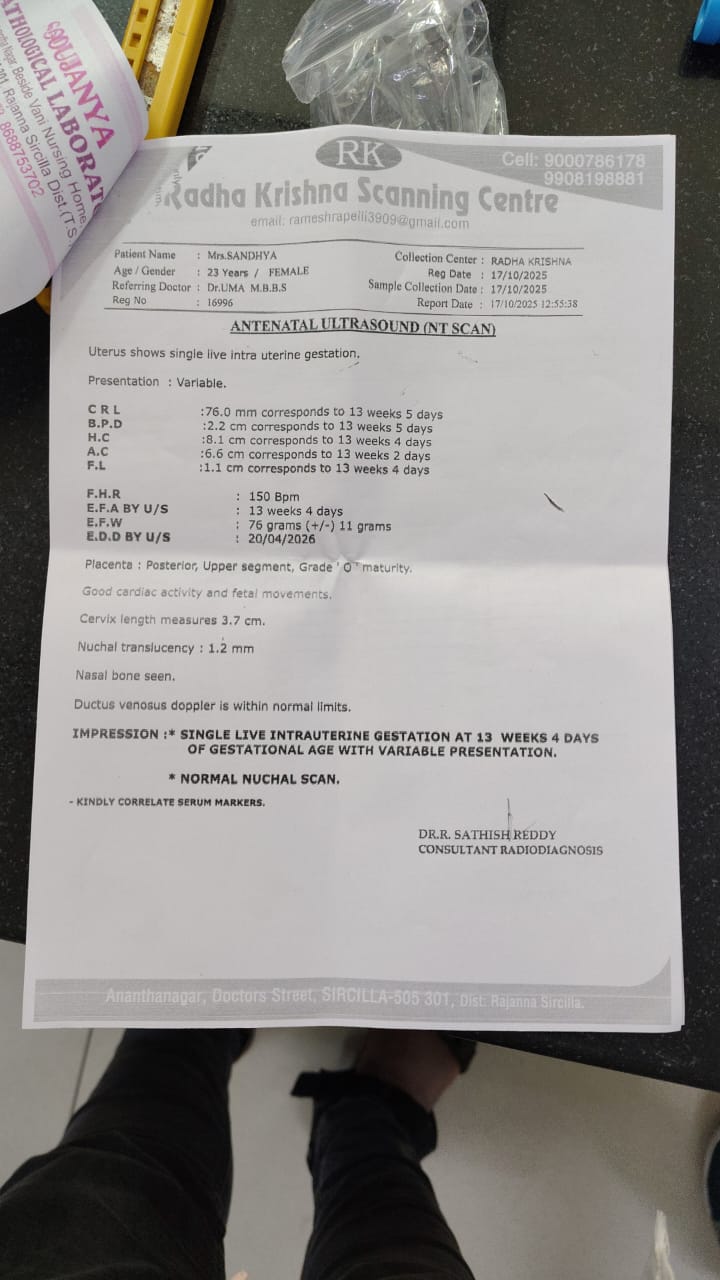 SOUJANYA
PATHOLOGICAL LABORAT
Nagar Beside Vani Nursing Home,
301, Rajanna Sircilla Dist.(T.S
8688753702
RK
Cell: 9000786178
9908198881
Radha Krishna Scanning Centre
email: rameshrapelli3909@gmail.com
Patient Name : Mrs.SANDHYA Collection Center : RADHA KRISHNA
Age / Gender : 23 Years / FEMALE Reg Date : 17/10/2025
Referring Doctor : Dr.UMA M.B.B.S Sample Collection Date : 17/10/2025
Reg No : 16996 Report Date : 17/10/2025 12:55:38
ANTENATAL ULTRASOUND (NT SCAN)
Uterus shows single live intra uterine gestation.
Presentation : Variable.
C R L :76.0 mm corresponds to 13 weeks 5 days
B.P.D :2.2 cm corresponds to 13 weeks 5 days
H.C :8.1 cm corresponds to 13 weeks 4 days
A.C :6.6 cm corresponds to 13 weeks 2 days
F.L :1.1 cm corresponds to 13 weeks 4 days
F.H.R : 150 Bpm
E.F.A BY U/S : 13 weeks 4 days
E.F.W : 76 grams (+/-) 11 grams
E.D.D BY U/S : 20/04/2026
Placenta : Posterior, Upper segment, Grade ' O ' maturity.
Good cardiac activity and fetal movements.
Cervix length measures 3.7 cm.
Nuchal translucency : 1.2 mm
Nasal bone seen.
Ductus venosus doppler is within normal limits.
IMPRESSION :* SINGLE LIVE INTRAUTERINE GESTATION AT 13 WEEKS 4 DAYS
OF GESTATIONAL AGE WITH VARIABLE PRESENTATION.
* NORMAL NUCHAL SCAN.
- KINDLY CORRELATE SERUM MARKERS.
DR.R. SATHISH REDDY
CONSULTANT RADIODIAGNOSIS
Ananthanagar, Doctors Street, SIRCILLA-505 301, Dist: Rajanna Sircilla.